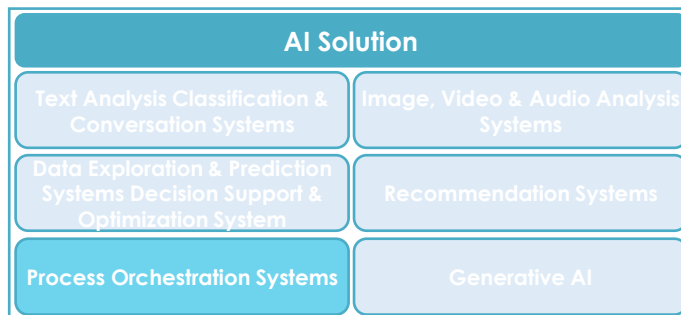 AI Solution
Text Analysis Classification &
Conversation Systems
Image, Video & Audio Analysis
Systems
Data Exploration & Prediction
Systems Decision Support &
Optimization System
Recommendation Systems
Process Orchestration Systems
Generative AI